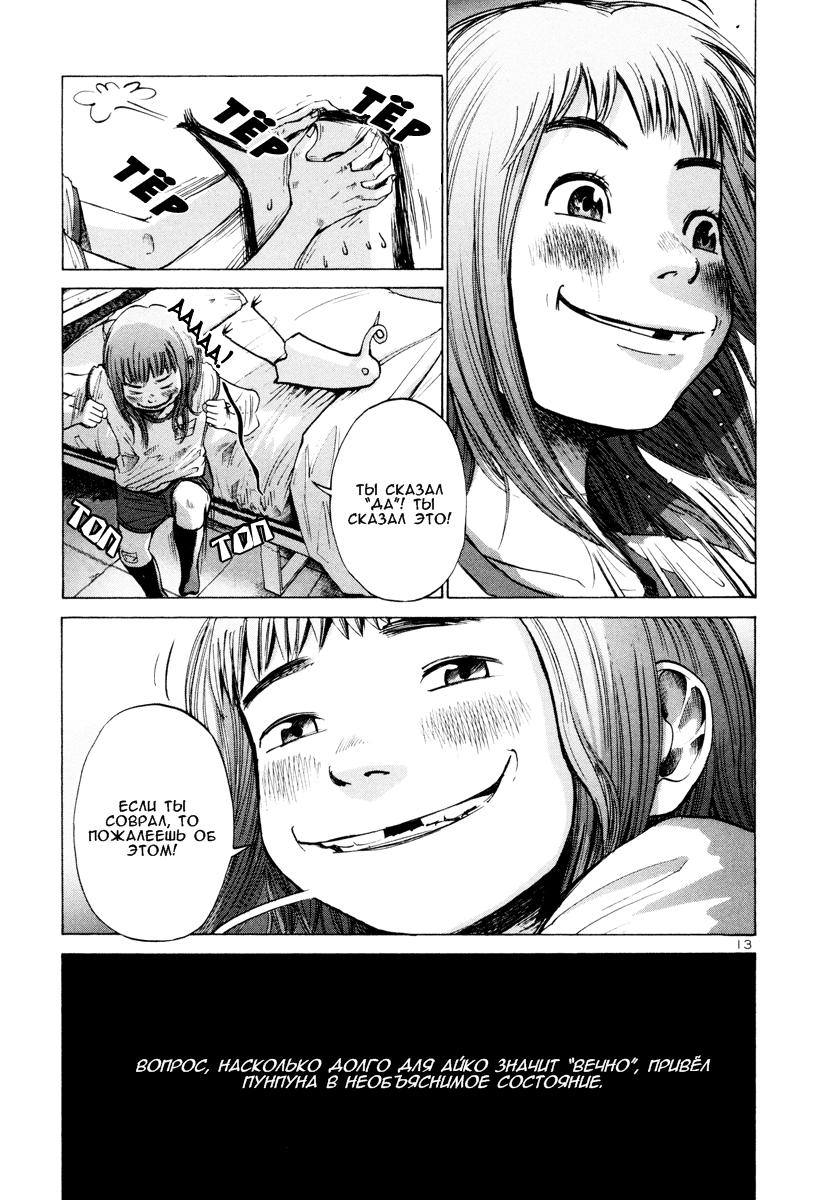 ТЁР
ТЁР
ТЁР
ААААА!
ТЫ СКАЗАЛ
"ДА"! ТЫ
СКАЗАЛ ЭТО!
ТОП
ТОП
ЕСЛИ ТЫ
СОВРАЛ, ТО
ПОЖАЛЕЕШЬ ОБ
ЭТОМ!
13
ВОПРОС, НАСКОЛЬКО ДОЛГО ДЛЯ АЙКО ЗНАЧИТ "ВЕЧНО", ПРИВЁЛ
ПУНПУНА В НЕОБЪЯСНИМОЕ СОСТОЯНИЕ.